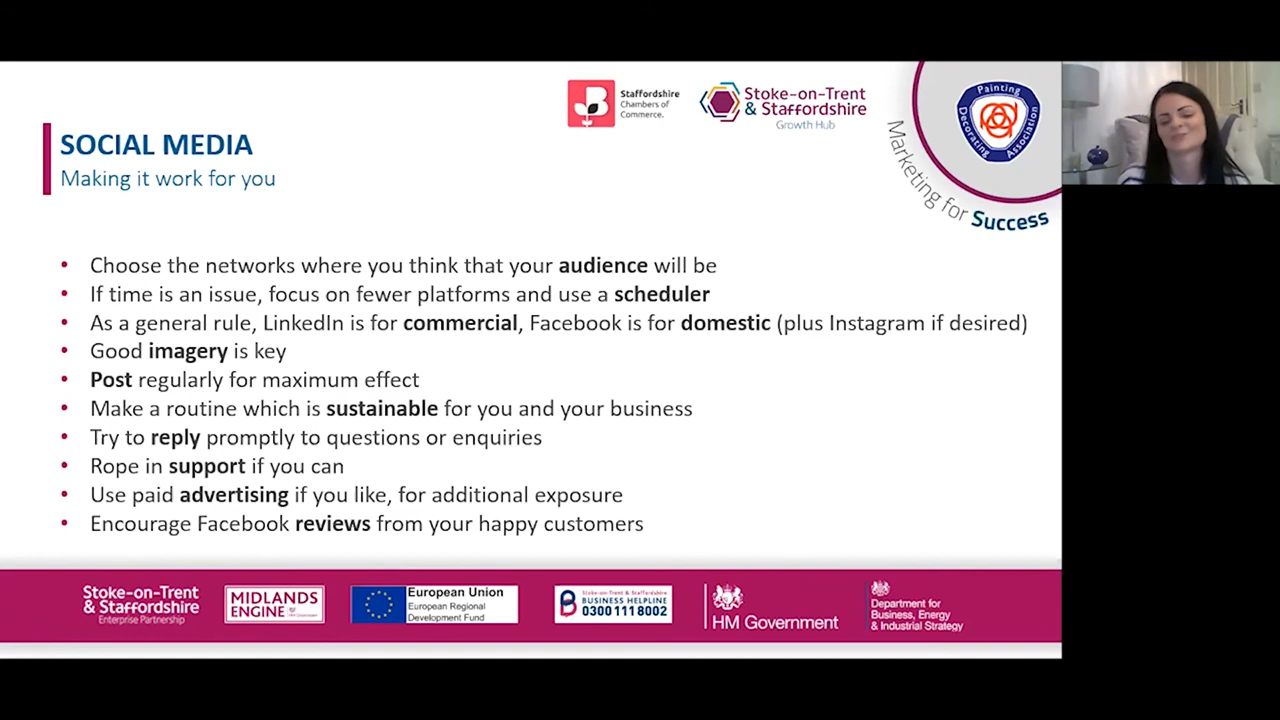 Staffordshire
Chambers of
Commerce.
Stoke-on-Trent
& Staffordshire
Growth Hub
Painting
Decorating
Association
Marketing for Success
SOCIAL MEDIA
Making it work for you
• Choose the networks where you think that your audience will be
• If time is an issue, focus on fewer platforms and use a scheduler
• As a general rule, LinkedIn is for commercial, Facebook is for domestic (plus Instagram if desired)
• Good imagery is key
• Post regularly for maximum effect
• Make a routine which is sustainable for you and your business
• Try to reply promptly to questions or enquiries
• Rope in support if you can
• Use paid advertising if you like, for additional exposure
• Encourage Facebook reviews from your happy customers
Stoke-on-Trent
& Staffordshire
Enterprise Partnership
MIDLANDS
ENGINE
European Union
European Regional
Development Fund
Stoke-on-Trent & Staffordshire
BUSINESS HELPLINE
0300 111 8002
HM Government
Department for
Business, Energy
& Industrial Strategy